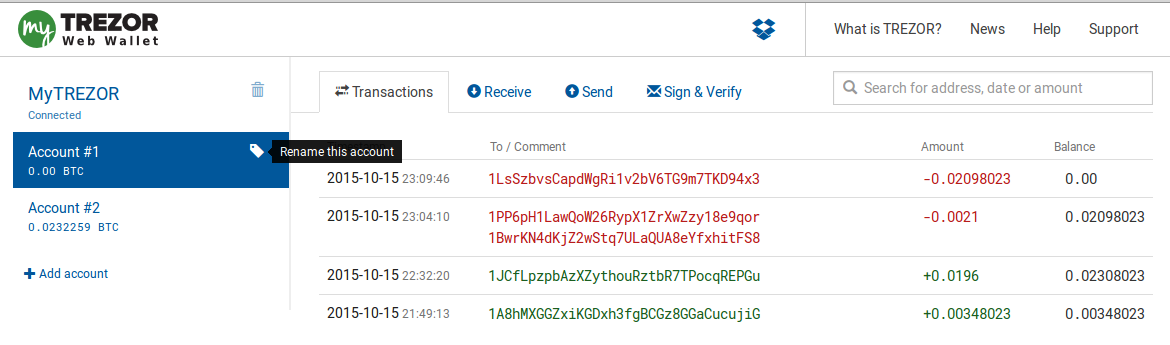 my TREZOR
Web Wallet
What is TREZOR? News Help Support
MyTREZOR
Connected
Account #1
0.00 BTC
Rename this account
Account #2
0.0232259 BTC
Add account
Transactions Receive Send Sign & Verify
Search for address, date or amount
To / Comment Amount Balance
2015-10-15 23:09:46 1LsSzbvsCapdWgRi1v2bV6TG9m7TKD94x3 -0.02098023 0.00
2015-10-15 23:04:10 1PP6pH1LawQoW26RypX1ZrXwZzy18e9qor -0.0021 0.02098023
1BwrKN4dKjZ2wStq7ULaQUA8eYfxhitFS8
2015-10-15 22:32:20 1JCfLpzpbAzXZythouRztbR7TPocqREPGu +0.0196 0.02308023
2015-10-15 21:49:13 1A8hMXGGZxiKGDxh3fgBCGz8GGaCucujiG +0.00348023 0.00348023